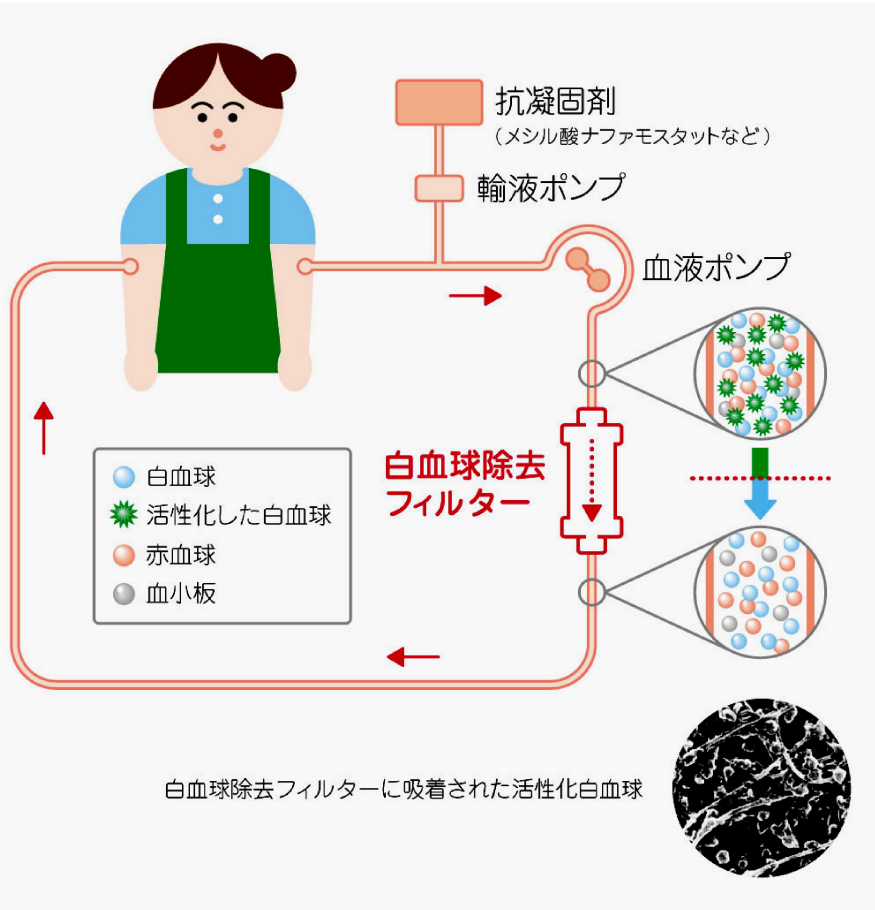 抗凝固剤
(メシル酸ナファモスタットなど)
輸液ポンプ
血液ポンプ
白血球除去
フィルター
白血球
活性化した白血球
赤血球
血小板
白血球除去フィルターに吸着された活性化白血球